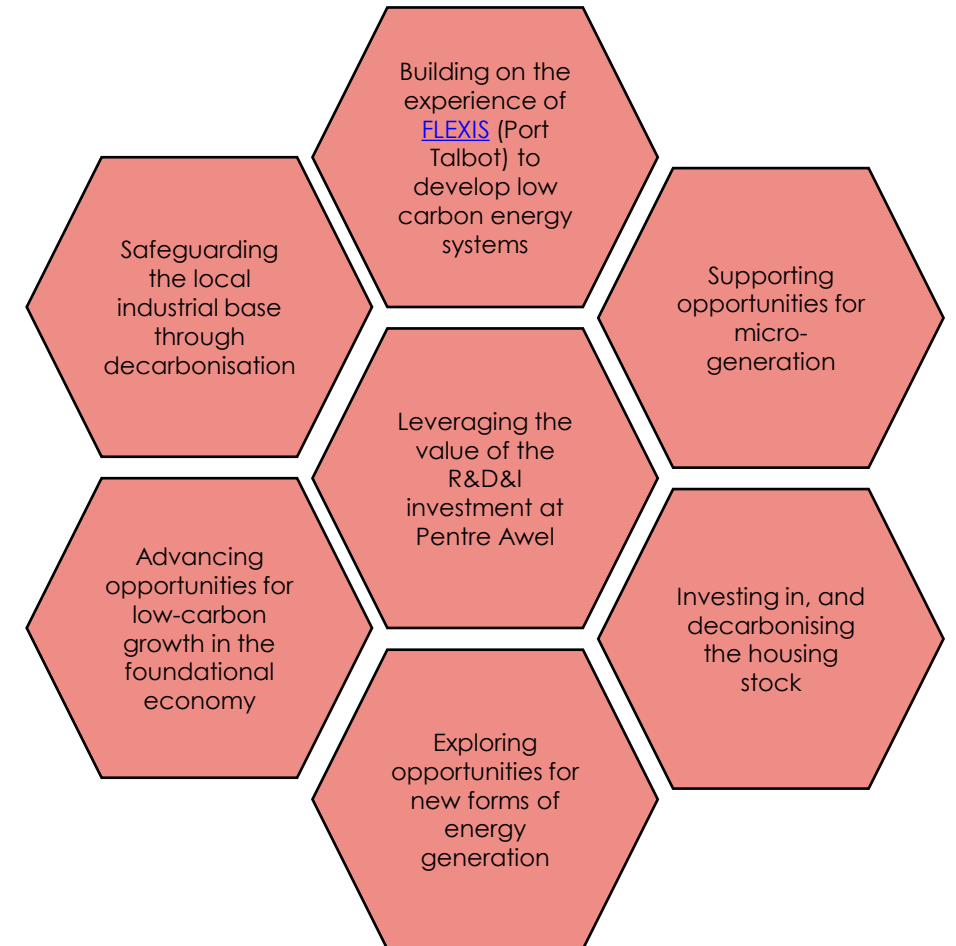 Building on the
experience of
FLEXIS (Port
Talbot) to
develop low
carbon energy
systems
Safeguarding
the local
industrial base
through
decarbonisation
Supporting
opportunities for
micro-
generation
Leveraging the
value of the
R&D&I
investment at
Pentre Awel
Advancing
opportunities for
low-carbon
growth in the
foundational
economy
Investing in, and
decarbonising
the housing
stock
Exploring
opportunities for
new forms of
energy
generation